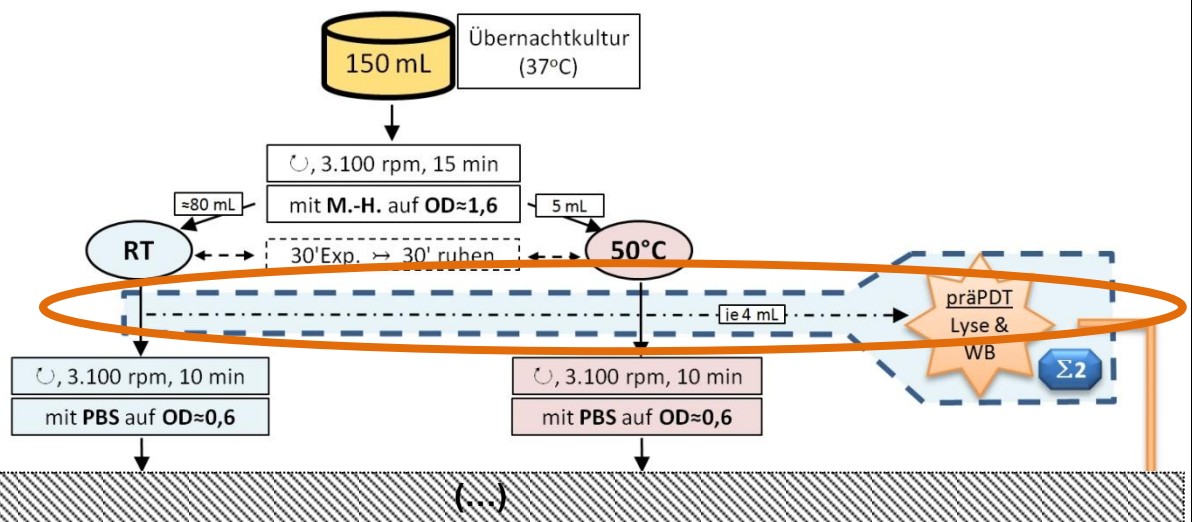 150 mL
Übernachtkultur
(37°C)
↻, 3.100 rpm, 15 min
≈80 mL
mit M.-H. auf OD≈1,6
5 mL
RT
30'Exp. ↣ 30' ruhen
50°C
präPDT
je 4 mL
Lyse &
WB
Σ2
↻, 3.100 rpm, 10 min
↻, 3.100 rpm, 10 min
mit PBS auf OD≈0,6
mit PBS auf OD≈0,6
(...)